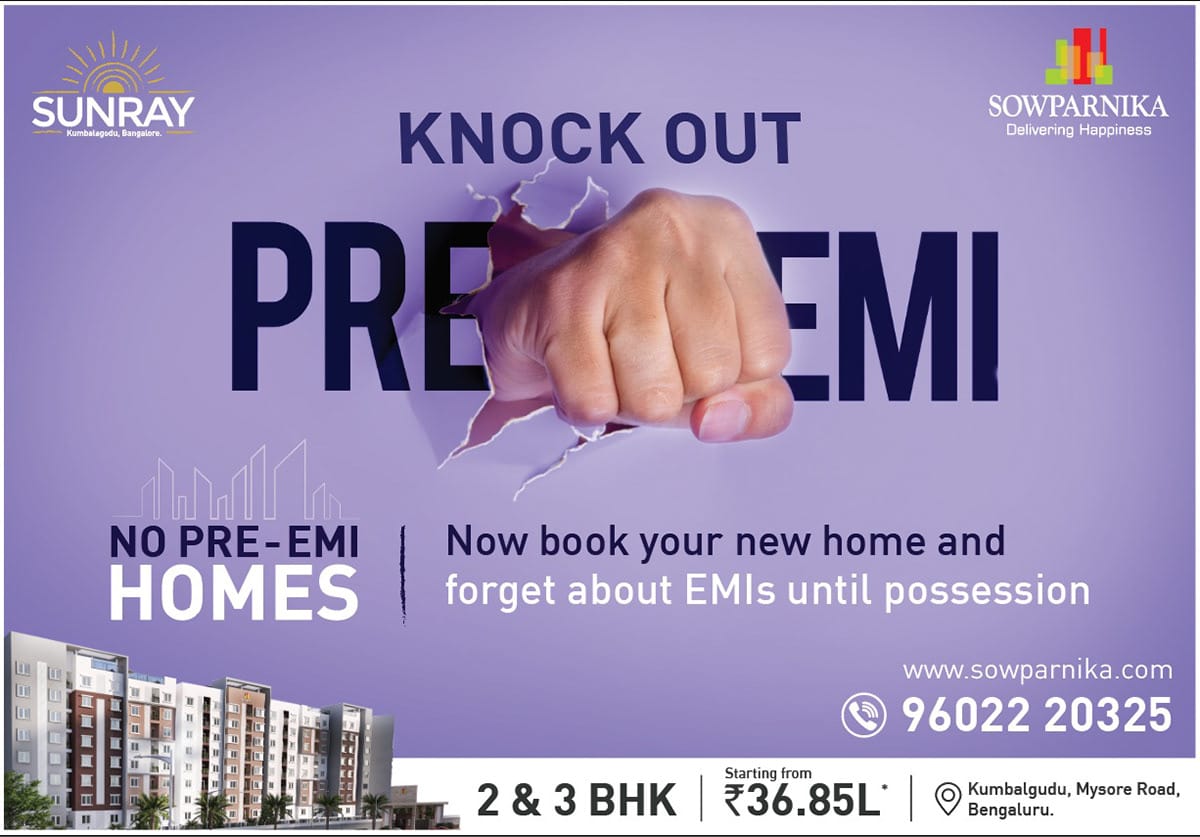 SUNRAY
Kumbalagodu, Bangalore.
SOWPARNIKA
Delivering Happiness
KNOCK OUT
PRE EMI
NO PRE-EMI
HOMES
Now book your new home and
forget about EMIs until possession
www.sowparnika.com
96022 20325
2 & 3 BHK
Starting from
₹36.85L*
Kumbalgudu, Mysore Road,
Bengaluru.